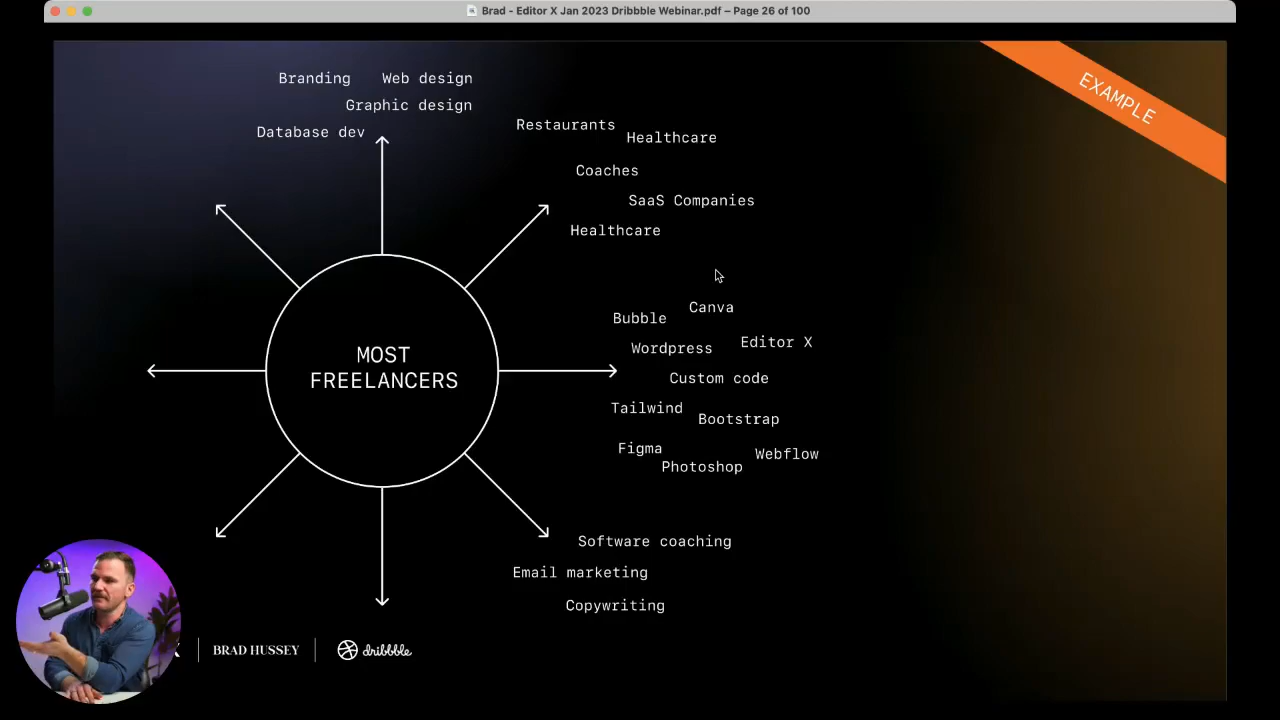 Brad - Editor X Jan 2023 Dribbble Webinar.pdf – Page 26 of 100
EXAMPLE
Branding Web design
Graphic design
Database dev
Restaurants
Healthcare
Coaches
SaaS Companies
Healthcare
MOST
FREELANCERS
Canva
Bubble
Editor X
Wordpress
Custom code
Tailwind
Bootstrap
Figma
Webflow
Photoshop
Software coaching
Email marketing
Copywriting
X
BRAD HUSSEY
dribbble